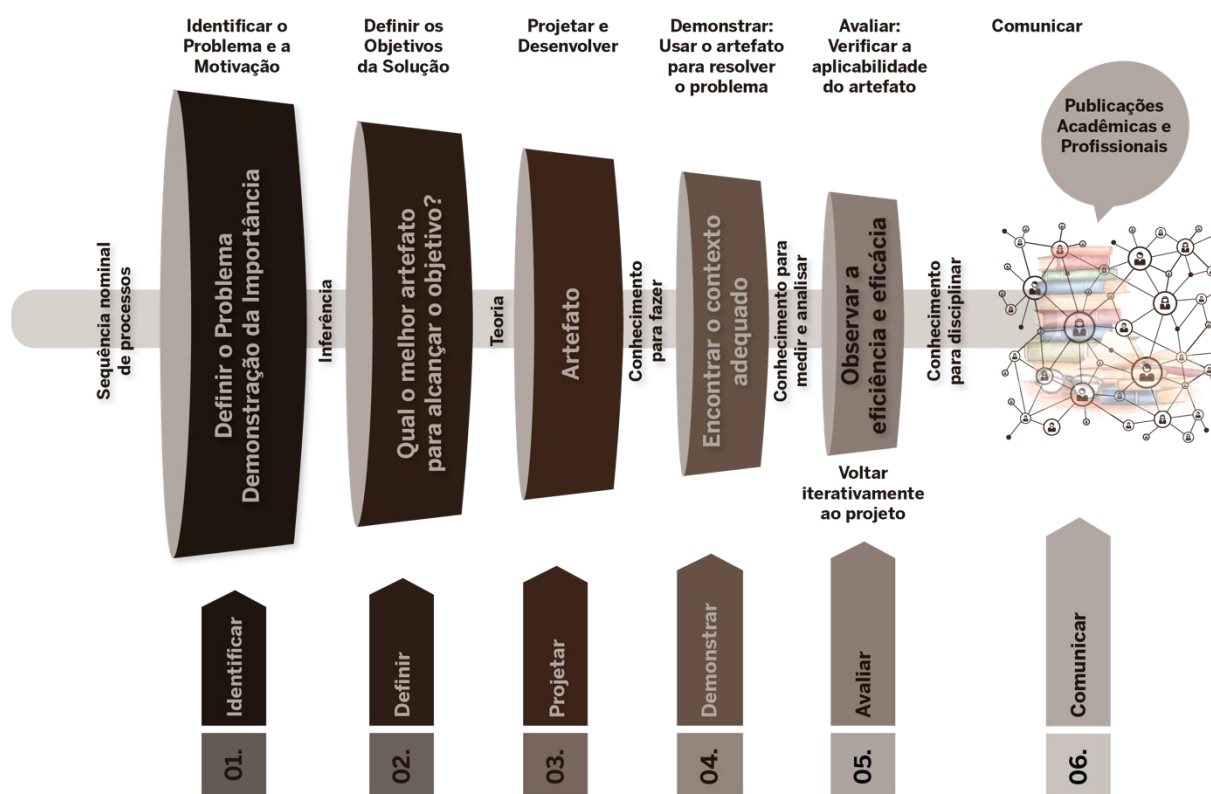 Identificar o
Problema e a
Motivação
Definir os
Objetivos
da Solução
Projetar e
Desenvolver
Demonstrar:
Usar o artefato
para resolver
o problema
Avaliar:
Verificar a
aplicabilidade
do artefato
Comunicar
Publicações
Acadêmicas e
Profissionais
Sequência nominal
de processos
Definir o Problema
Demonstração da Importância
Inferência
Qual o melhor artefato
para alcançar o objetivo?
Teoria
Artefato
Conhecimento
para fazer
Encontrar o contexto
adequado
Conhecimento para
medir e analisar
Observar a
eficiência e eficácia
Conhecimento
para disciplinar
Voltar
iterativamente
ao projeto
Identificar
Definir
Projetar
Demonstrar
Avaliar
Comunicar
01.
02.
03.
04.
05.
06.